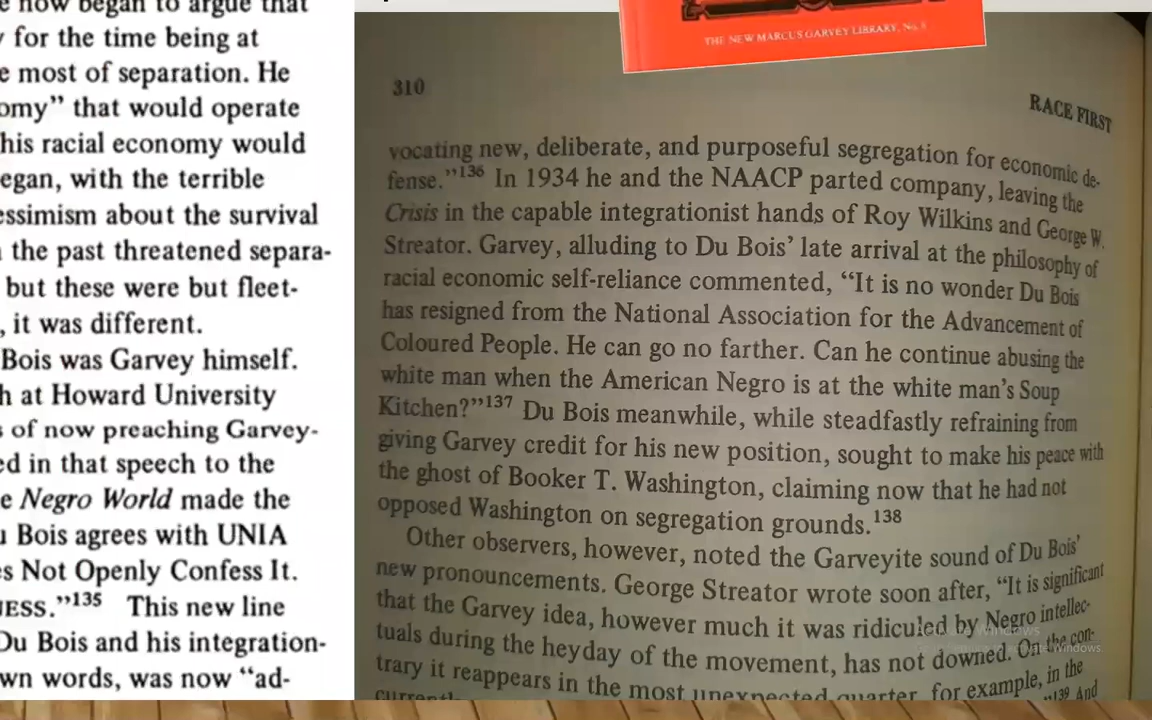 e now began to argue that
for the time being at
e most of separation. He
omy” that would operate
his racial economy would
egan, with the terrible
essimism about the survival
the past threatened separa-
but these were but fleet-
, it was different.
Bois was Garvey himself.
h at Howard University
s of now preaching Garvey-
ed in that speech to the
e Negro World made the
u Bois agrees with UNIA
es Not Openly Confess It.
NESS.”135 This new line
Du Bois and his integration-
wn words, was now “ad-
THE NEW MARCUS GARVEY LIBRARY, No. 8
310
RACE FIRST
vocating new, deliberate, and purposeful segregation for economic de-
fense.”136 In 1934 he and the NAACP parted company, leaving the
Crisis in the capable integrationist hands of Roy Wilkins and George W.
Streator. Garvey, alluding to Du Bois’ late arrival at the philosophy of
racial economic self-reliance commented, “It is no wonder Du Bois
has resigned from the National Association for the Advancement of
Coloured People. He can go no farther. Can he continue abusing the
white man when the American Negro is at the white man’s Soup
Kitchen?”137 Du Bois meanwhile, while steadfastly refraining from
giving Garvey credit for his new position, sought to make his peace with
the ghost of Booker T. Washington, claiming now that he had not
opposed Washington on segregation grounds.138
Other observers, however, noted the Garveyite sound of Du Bois’
new pronouncements. George Streator wrote soon after, “It is significant
that the Garvey idea, however much it was ridiculed by Negro intellec-
tuals during the heyday of the movement, has not downed. On the con-
trary it reappears in the most unexpected quarter, for example, in the
”139 And